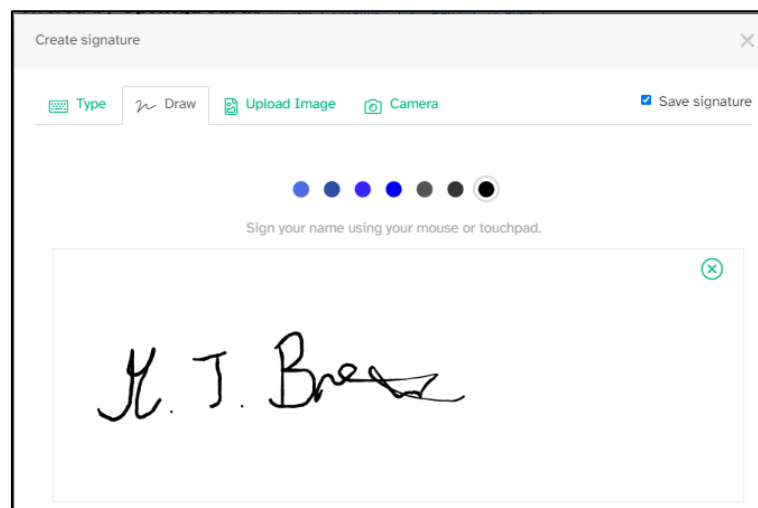 Create signature
Type Draw Upload Image Camera Save signature
Sign your name using your mouse or touchpad.
M. J.